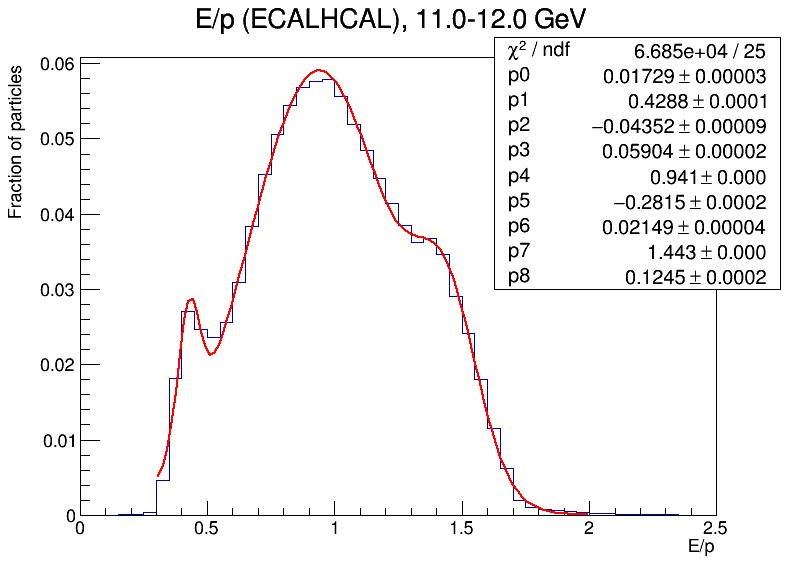 E/p (ECALHCAL), 11.0-12.0 GeV
χ² / ndf 6.685e+04 / 25
p0 0.01729 ± 0.00003
p1 0.4288 ± 0.0001
p2 −0.04352 ± 0.00009
p3 0.05904 ± 0.00002
p4 0.941 ± 0.000
p5 −0.2815 ± 0.0002
p6 0.02149 ± 0.00004
p7 1.443 ± 0.000
p8 0.1245 ± 0.0002
Fraction of particles
0.06
0.05
0.04
0.03
0.02
0.01
0
0 0.5 1 1.5 2 2.5
E/p